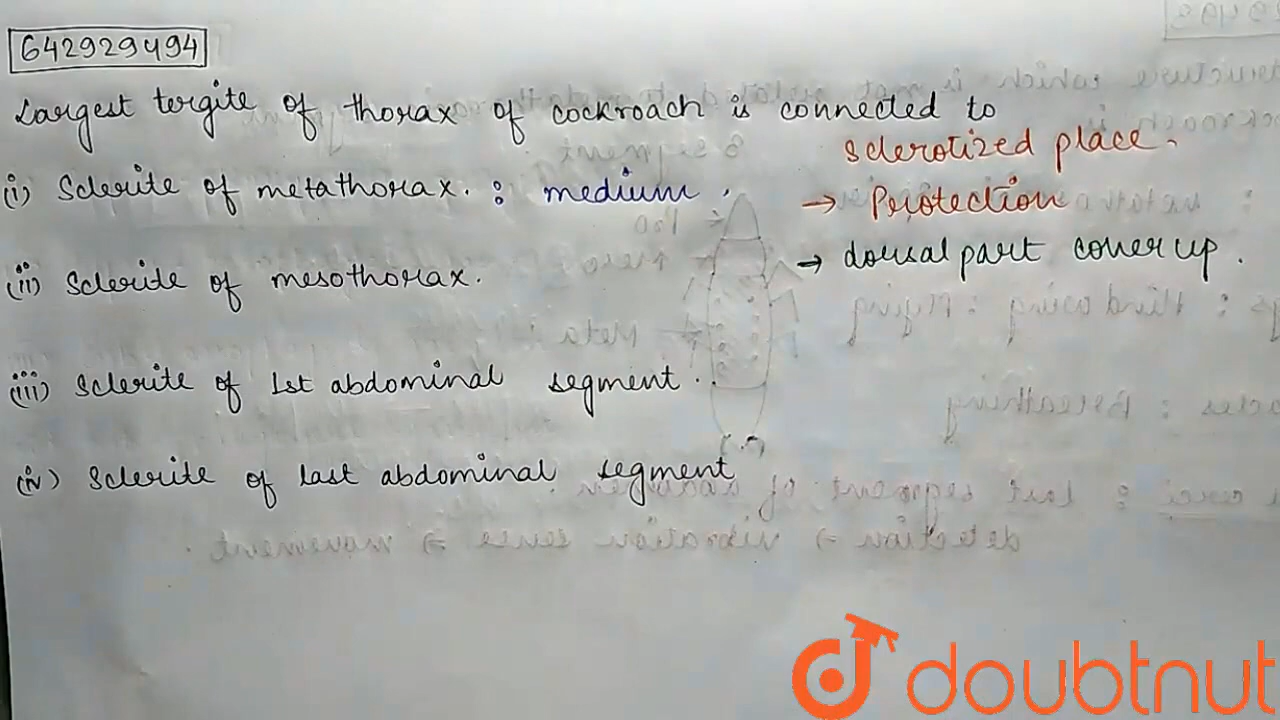 642929494
Largest tergite of thorax of cockroach is connected to
sclerotized place.
(i) Sclerite of metathorax. : medium.
→ Protection
(ii) Sclerite of mesothorax.
→ dorsal part cover up.
(iii) Sclerite of 1st abdominal segment.
(iv) Sclerite of last abdominal segment
doubtnut